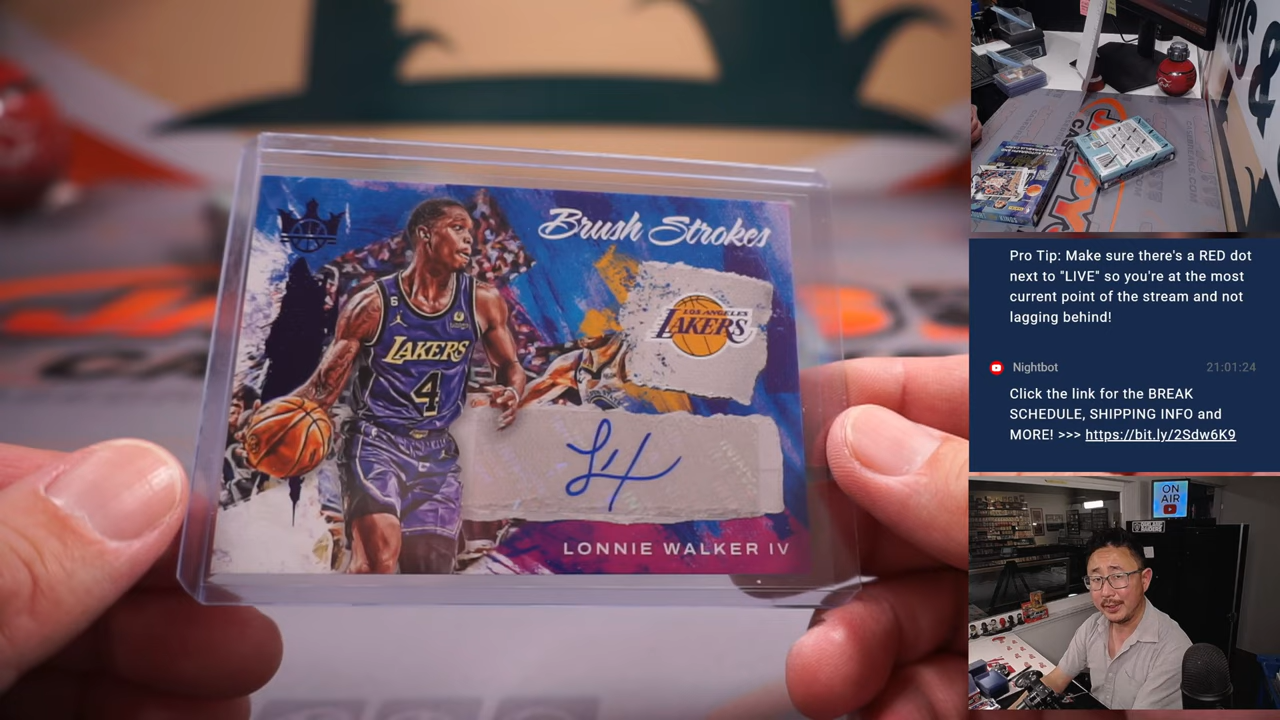 Brush Strokes
LOS ANGELES
LAKERS
6
LAKERS
4
LONNIE WALKER IV
Pro Tip: Make sure there's a RED dot
next to "LIVE" so you're at the most
current point of the stream and not
lagging behind!
Nightbot 21:01:24
Click the link for the BREAK
SCHEDULE, SHIPPING INFO and
MORE! >>> https://bit.ly/2Sdw6K9
ON
AIR